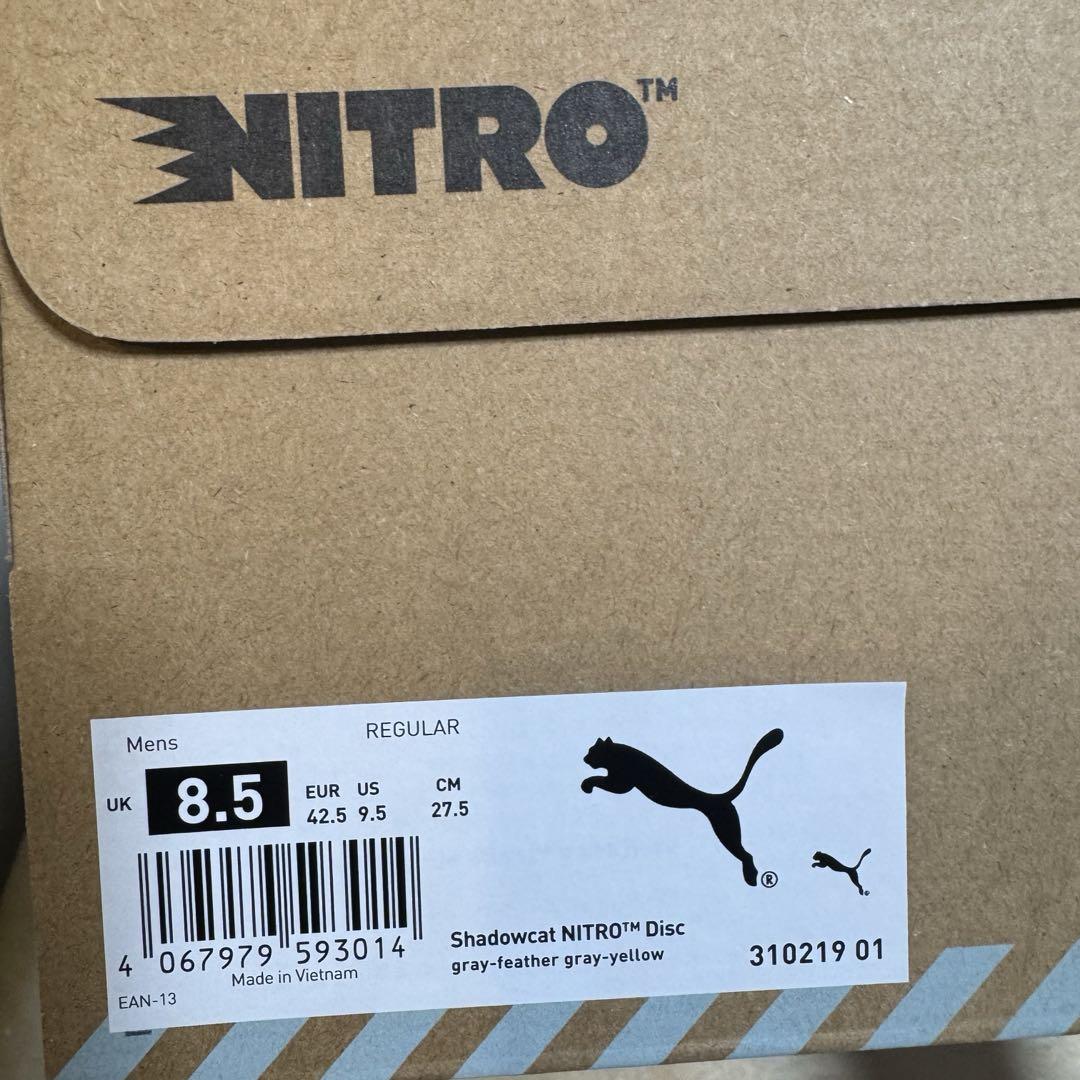 NITRO™
Mens
REGULAR
UK 8.5
EUR US CM
42.5 9.5 27.5
4 067979 593014
Made in Vietnam
EAN-13
®
Shadowcat NITRO™ Disc
gray-feather gray-yellow
310219 01